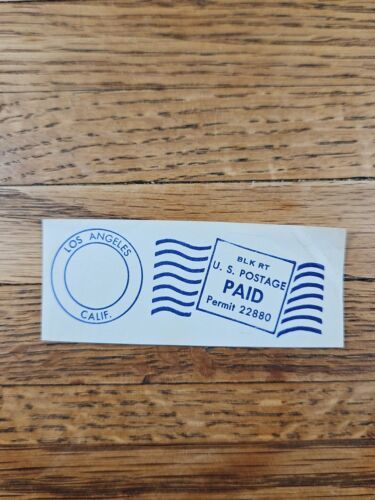 LOS ANGELES
CALIF.
BLK RT
U. S. POSTAGE
PAID
Permit 22880